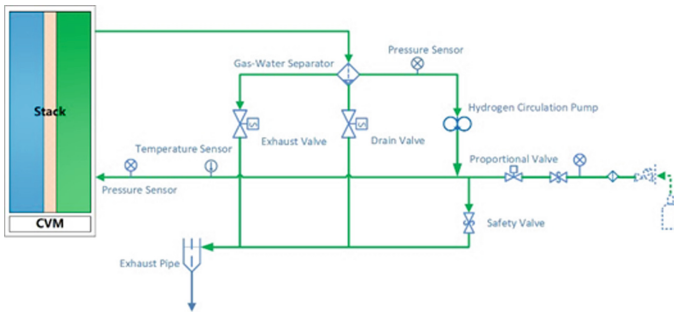 Pressure Sensor
Gas-Water Separator
Stack
Hydrogen Circulation Pump
Exhaust Valve
Drain Valve
Temperature Sensor
Proportional Valve
Pressure Sensor
CVM
Safety Valve
Exhaust Pipe